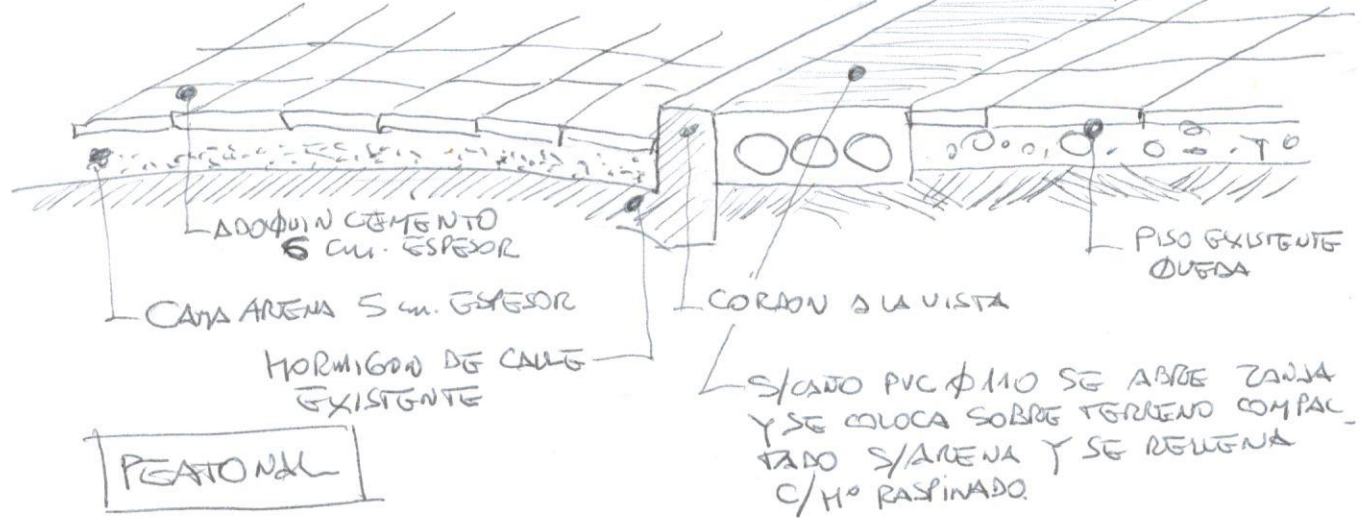 ADOQUIN CEMENTO
6 cm. ESPESOR
CAMA ARENA 5 cm. ESPESOR
HORMIGON DE CALLE
EXISTENTE
PEATONAL
CORDON A LA VISTA
PISO EXISTENTE
QUEDA
S/CAÑO PVC ϕ110 SE ABRE ZANJA
Y SE COLOCA SOBRE TERRENO COMPAC_
TADO S/ARENA Y SE RELLENA
C/Hº RASPINADO.